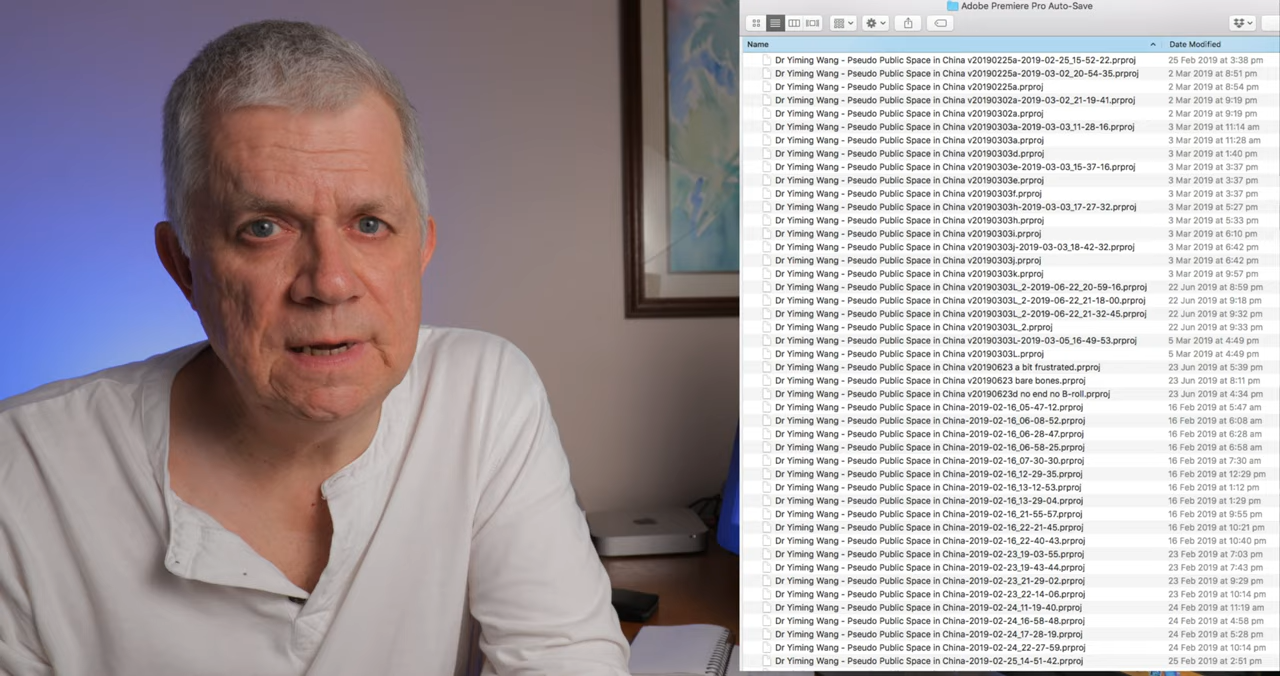 Adobe Premiere Pro Auto-Save
Name Date Modified
Dr Yiming Wang - Pseudo Public Space in China v20190225a-2019-02-25_15-52-22.prproj 25 Feb 2019 at 3:38 pm
Dr Yiming Wang - Pseudo Public Space in China v20190225a-2019-03-02_20-54-35.prproj 2 Mar 2019 at 8:51 pm
Dr Yiming Wang - Pseudo Public Space in China v20190225a.prproj 2 Mar 2019 at 8:54 pm
Dr Yiming Wang - Pseudo Public Space in China v20190302a-2019-03-02_21-19-41.prproj 2 Mar 2019 at 9:19 pm
Dr Yiming Wang - Pseudo Public Space in China v20190302a.prproj 2 Mar 2019 at 9:19 pm
Dr Yiming Wang - Pseudo Public Space in China v20190303a-2019-03-03_11-28-16.prproj 3 Mar 2019 at 11:14 am
Dr Yiming Wang - Pseudo Public Space in China v20190303a.prproj 3 Mar 2019 at 11:28 am
Dr Yiming Wang - Pseudo Public Space in China v20190303d.prproj 3 Mar 2019 at 1:40 pm
Dr Yiming Wang - Pseudo Public Space in China v20190303e-2019-03-03_15-37-16.prproj 3 Mar 2019 at 3:37 pm
Dr Yiming Wang - Pseudo Public Space in China v20190303e.prproj 3 Mar 2019 at 3:37 pm
Dr Yiming Wang - Pseudo Public Space in China v20190303f.prproj 3 Mar 2019 at 3:37 pm
Dr Yiming Wang - Pseudo Public Space in China v20190303h-2019-03-03_17-27-32.prproj 3 Mar 2019 at 5:27 pm
Dr Yiming Wang - Pseudo Public Space in China v20190303h.prproj 3 Mar 2019 at 5:33 pm
Dr Yiming Wang - Pseudo Public Space in China v20190303i.prproj 3 Mar 2019 at 6:10 pm
Dr Yiming Wang - Pseudo Public Space in China v20190303j-2019-03-03_18-42-32.prproj 3 Mar 2019 at 6:42 pm
Dr Yiming Wang - Pseudo Public Space in China v20190303j.prproj 3 Mar 2019 at 6:42 pm
Dr Yiming Wang - Pseudo Public Space in China v20190303k.prproj 3 Mar 2019 at 9:57 pm
Dr Yiming Wang - Pseudo Public Space in China v20190303L_2-2019-06-22_20-59-16.prproj 22 Jun 2019 at 8:59 pm
Dr Yiming Wang - Pseudo Public Space in China v20190303L_2-2019-06-22_21-18-00.prproj 22 Jun 2019 at 9:18 pm
Dr Yiming Wang - Pseudo Public Space in China v20190303L_2-2019-06-22_21-32-45.prproj 22 Jun 2019 at 9:32 pm
Dr Yiming Wang - Pseudo Public Space in China v20190303L_2.prproj 22 Jun 2019 at 9:33 pm
Dr Yiming Wang - Pseudo Public Space in China v20190303L-2019-03-05_16-49-53.prproj 5 Mar 2019 at 4:49 pm
Dr Yiming Wang - Pseudo Public Space in China v20190303L.prproj 5 Mar 2019 at 4:49 pm
Dr Yiming Wang - Pseudo Public Space in China v20190623 a bit frustrated.prproj 23 Jun 2019 at 5:39 pm
Dr Yiming Wang - Pseudo Public Space in China v20190623 bare bones.prproj 23 Jun 2019 at 8:11 pm
Dr Yiming Wang - Pseudo Public Space in China v20190623d no end no B-roll.prproj 23 Jun 2019 at 4:34 pm
Dr Yiming Wang - Pseudo Public Space in China-2019-02-16_05-47-12.prproj 16 Feb 2019 at 5:47 am
Dr Yiming Wang - Pseudo Public Space in China-2019-02-16_06-08-52.prproj 16 Feb 2019 at 6:08 am
Dr Yiming Wang - Pseudo Public Space in China-2019-02-16_06-28-47.prproj 16 Feb 2019 at 6:28 am
Dr Yiming Wang - Pseudo Public Space in China-2019-02-16_06-58-25.prproj 16 Feb 2019 at 6:58 am
Dr Yiming Wang - Pseudo Public Space in China-2019-02-16_07-30-30.prproj 16 Feb 2019 at 7:30 am
Dr Yiming Wang - Pseudo Public Space in China-2019-02-16_12-29-35.prproj 16 Feb 2019 at 12:29 pm
Dr Yiming Wang - Pseudo Public Space in China-2019-02-16_13-12-53.prproj 16 Feb 2019 at 1:12 pm
Dr Yiming Wang - Pseudo Public Space in China-2019-02-16_13-29-04.prproj 16 Feb 2019 at 1:29 pm
Dr Yiming Wang - Pseudo Public Space in China-2019-02-16_21-55-57.prproj 16 Feb 2019 at 9:55 pm
Dr Yiming Wang - Pseudo Public Space in China-2019-02-16_22-21-45.prproj 16 Feb 2019 at 10:21 pm
Dr Yiming Wang - Pseudo Public Space in China-2019-02-16_22-40-43.prproj 16 Feb 2019 at 10:40 pm
Dr Yiming Wang - Pseudo Public Space in China-2019-02-23_19-03-55.prproj 23 Feb 2019 at 7:03 pm
Dr Yiming Wang - Pseudo Public Space in China-2019-02-23_19-43-44.prproj 23 Feb 2019 at 7:43 pm
Dr Yiming Wang - Pseudo Public Space in China-2019-02-23_21-29-02.prproj 23 Feb 2019 at 9:29 pm
Dr Yiming Wang - Pseudo Public Space in China-2019-02-23_22-14-06.prproj 23 Feb 2019 at 10:14 pm
Dr Yiming Wang - Pseudo Public Space in China-2019-02-24_11-19-40.prproj 24 Feb 2019 at 11:19 am
Dr Yiming Wang - Pseudo Public Space in China-2019-02-24_16-58-48.prproj 24 Feb 2019 at 4:58 pm
Dr Yiming Wang - Pseudo Public Space in China-2019-02-24_17-28-19.prproj 24 Feb 2019 at 5:28 pm
Dr Yiming Wang - Pseudo Public Space in China-2019-02-24_22-27-59.prproj 24 Feb 2019 at 10:14 pm
Dr Yiming Wang - Pseudo Public Space in China-2019-02-25_14-51-42.prproj 25 Feb 2019 at 2:51 pm